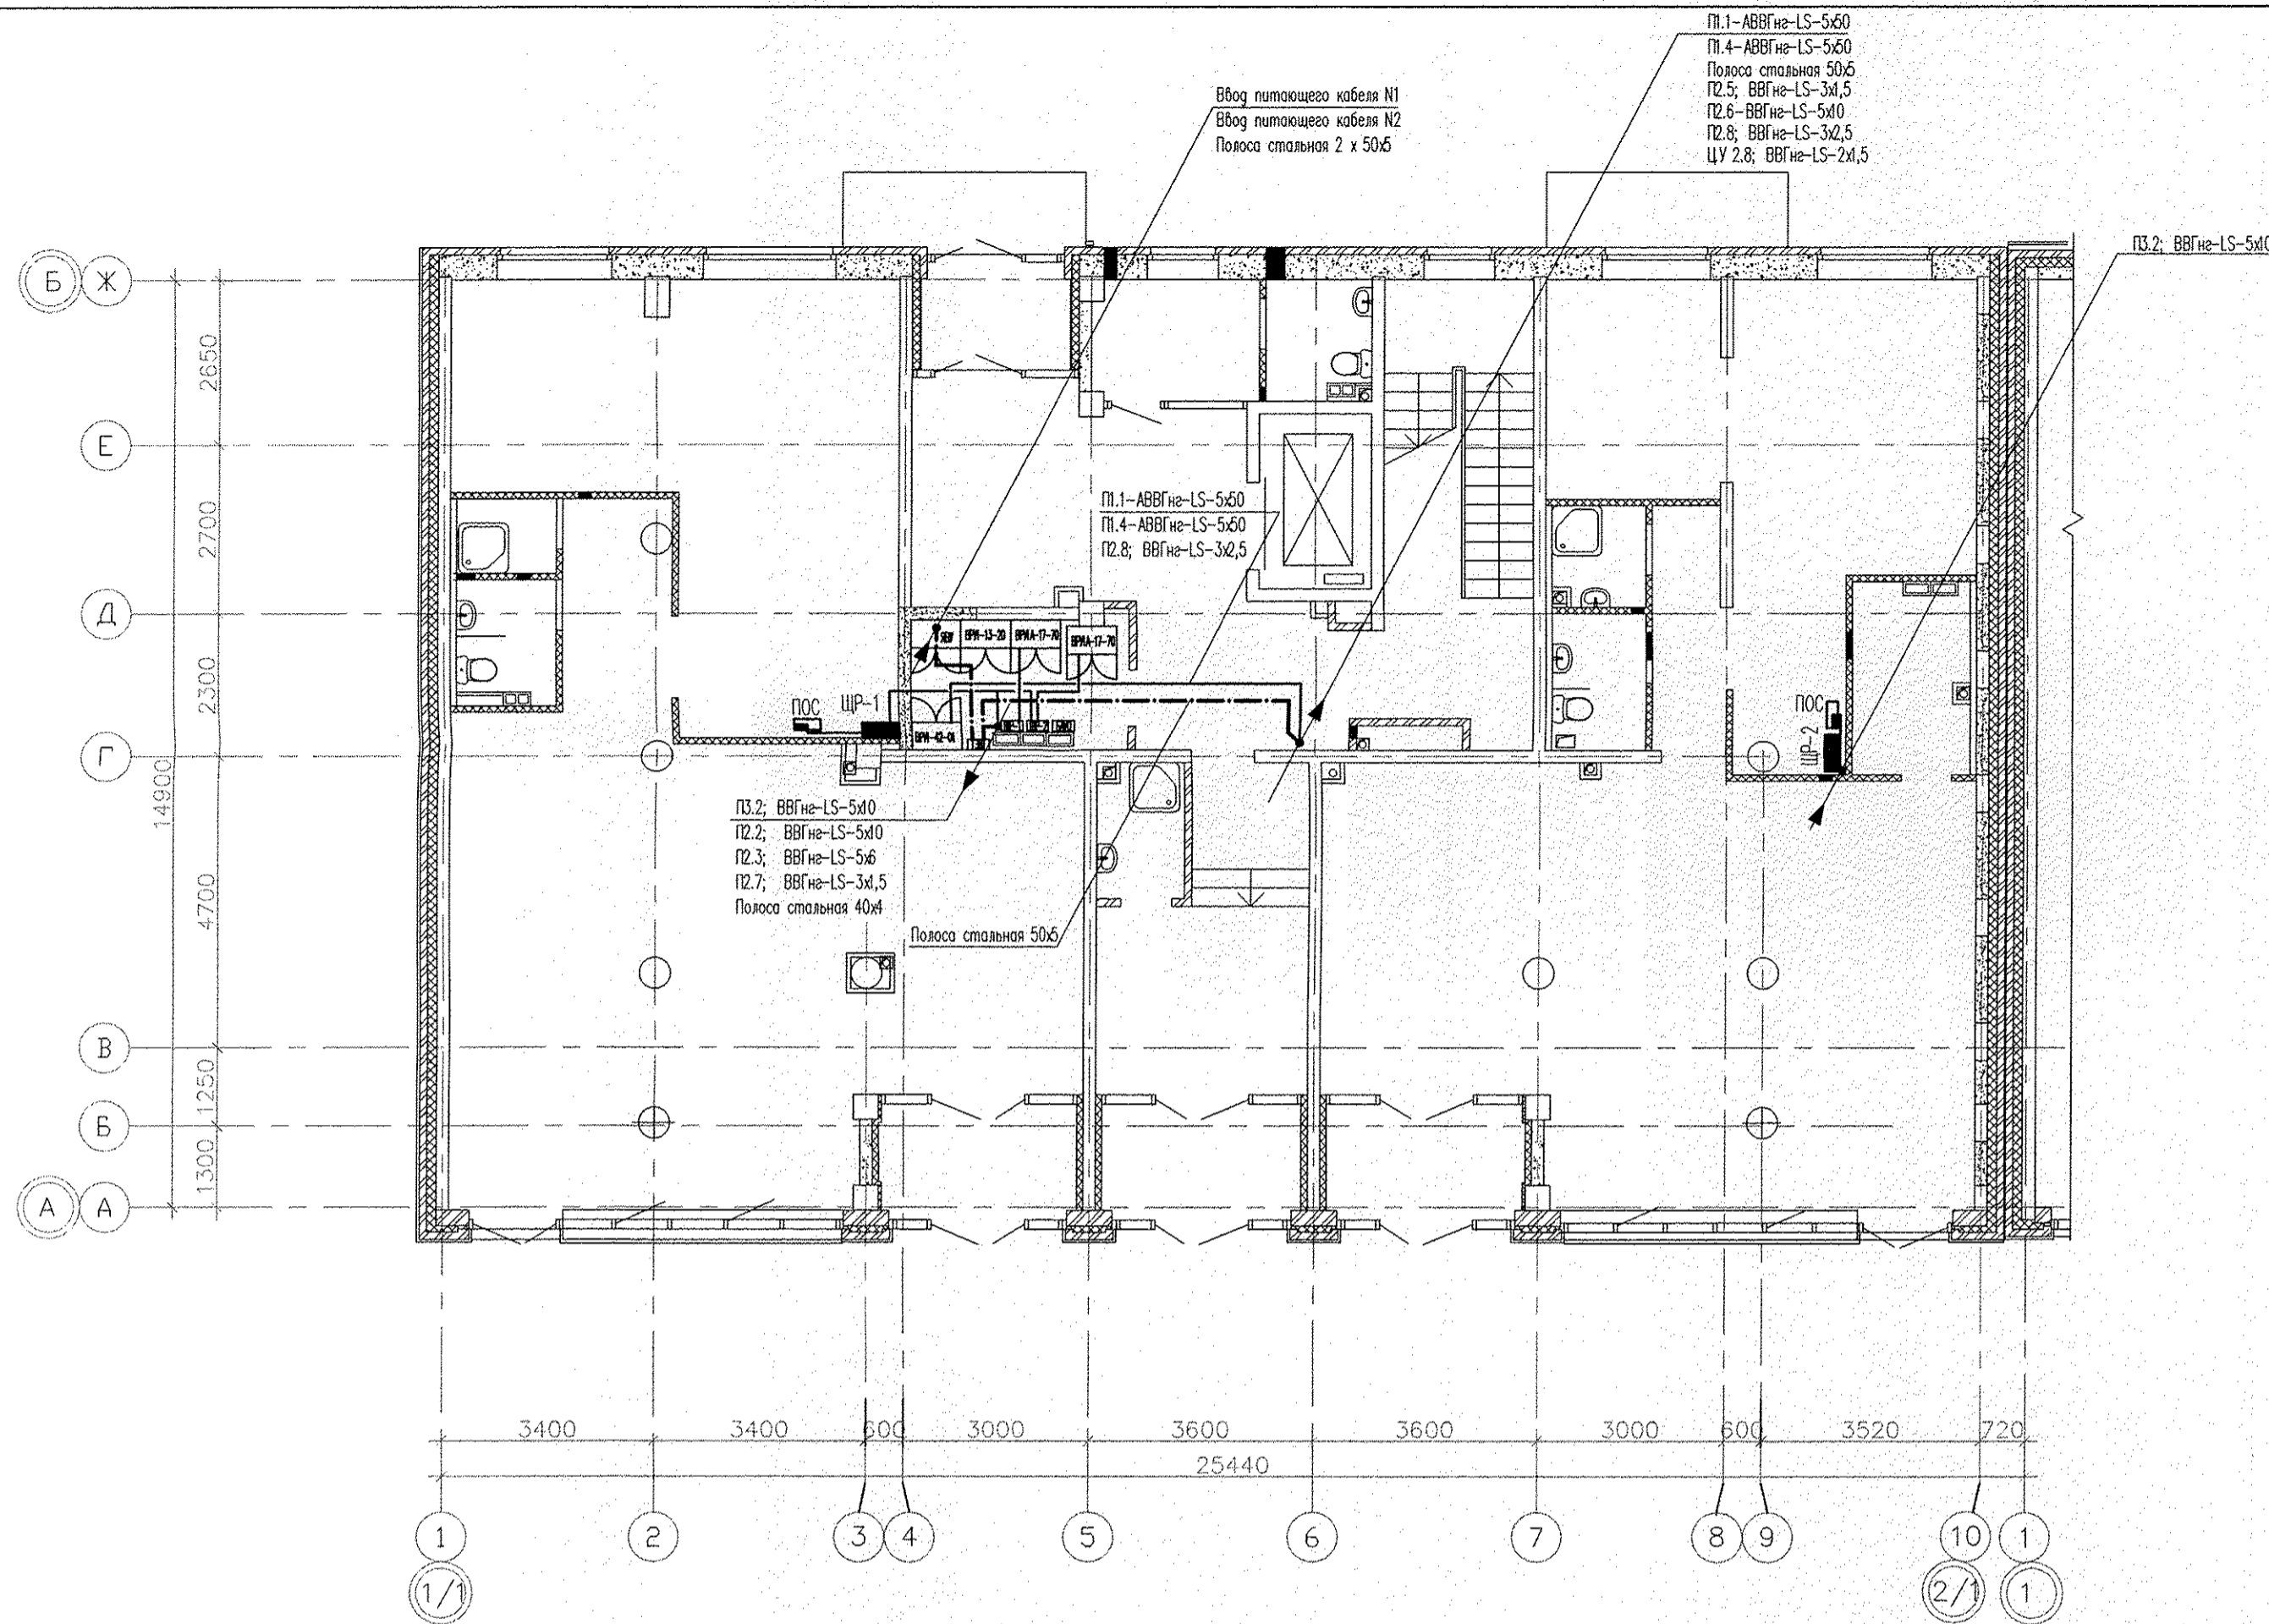 П1.1-АВВГнг-LS-5х50
П1.4-АВВГнг-LS-5х50
Полоса стальная 50х5
П2.5; ВВГнг-LS-3х1,5
П2.6-ВВГнг-LS-5х10
П2.8; ВВГнг-LS-3х2,5
ЦУ 2.8; ВВГнг-LS-2х1,5
Ввод питающего кабеля N1
Ввод питающего кабеля N2
Полоса стальная 2 х 50х5
П3.2; ВВГнг-LS-5х10
Б Ж
2650
Е
П1.1-АВВГнг-LS-5х50
П1.4-АВВГнг-LS-5х50
П2.8; ВВГнг-LS-3х2,5
2700
Д
ВРИ-13-20 ВРИА-17-70 ВРИА-17-70
2300
ПОС ЩР-1
ВРИ-42-01
ПОС
ЩР-2
Г
14900
П3.2; ВВГнг-LS-5х10
П2.2; ВВГнг-LS-5х10
П2.3; ВВГнг-LS-5х6
П2.7; ВВГнг-LS-3х1,5
Полоса стальная 40х4
4700
Полоса стальная 50х5
В
1250
Б
1300
А А
3400 3400 600 3000 3600 3600 3000 600 3520 720
25440
1 2 3 4 5 6 7 8 9 10 1
1/1 2/1 1